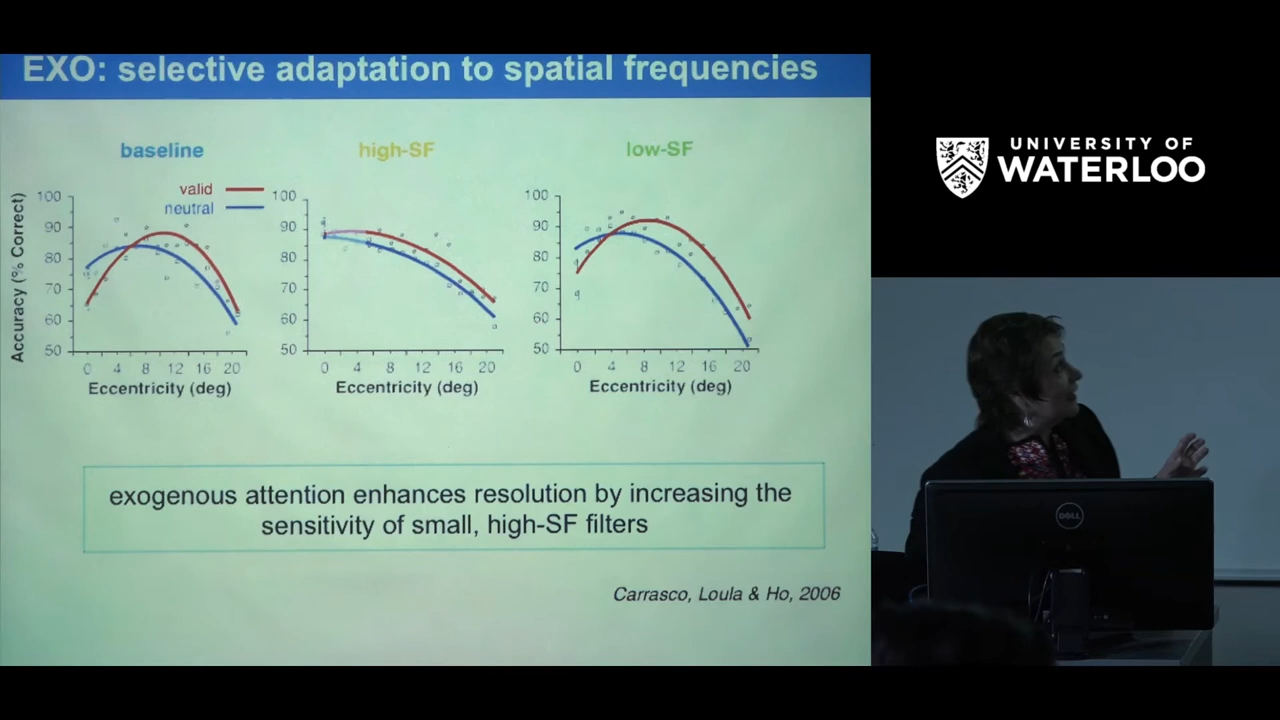 EXO: selective adaptation to spatial frequencies
baseline
high-SF
low-SF
valid
neutral
Accuracy (% Correct)
100
90
80
70
60
50
0 4 8 12 16 20
Eccentricity (deg)
100
90
80
70
60
50
0 4 8 12 16 20
Eccentricity (deg)
100
90
80
70
60
50
0 4 8 12 16 20
Eccentricity (deg)
exogenous attention enhances resolution by increasing the
sensitivity of small, high-SF filters
Carrasco, Loula & Ho, 2006
UNIVERSITY OF
WATERLOO
DELL